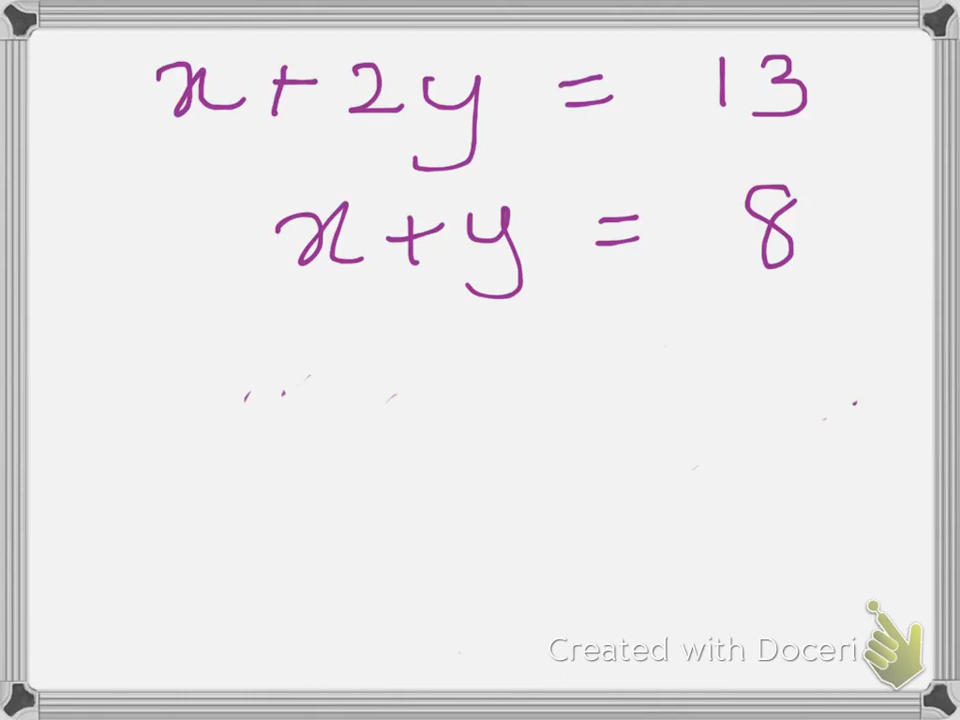 x + 2y = 13
x + y = 8
Created with Doceri